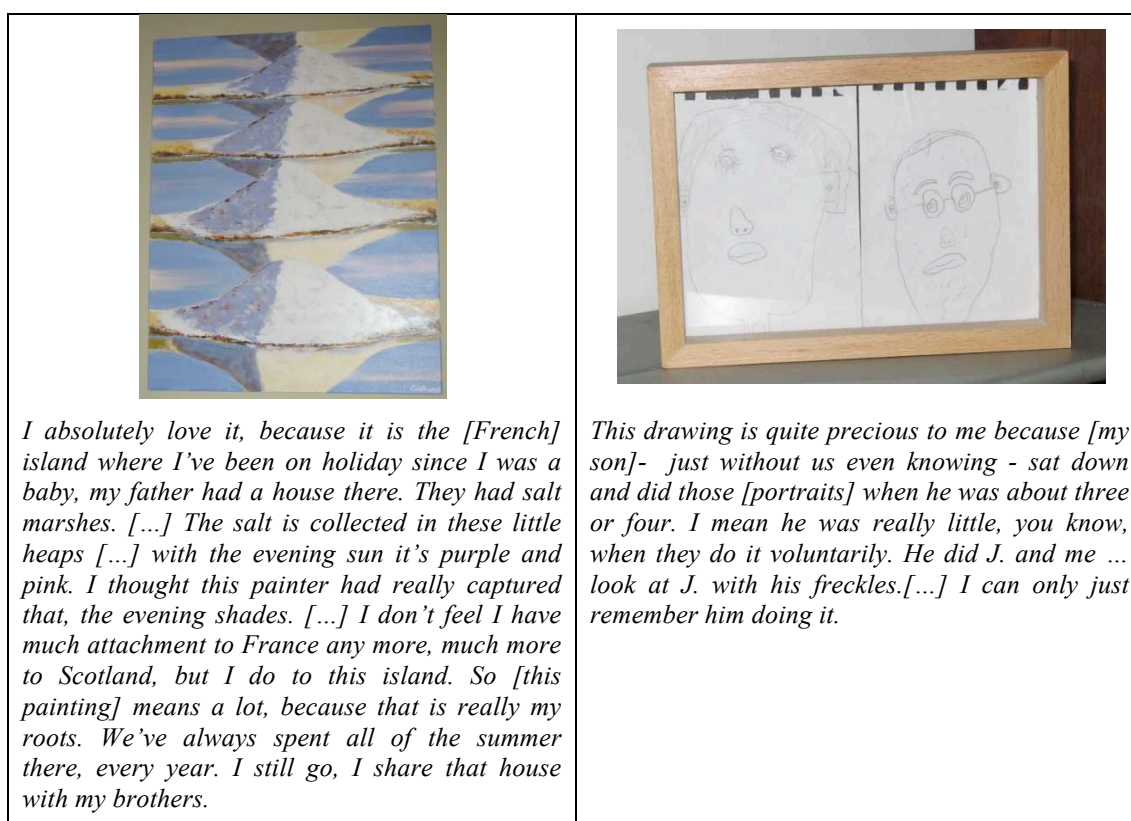 I absolutely love it, because it is the [French]
island where I've been on holiday since I was a
baby, my father had a house there. They had salt
marshes. […] The salt is collected in these little
heaps […] with the evening sun it's purple and
pink. I thought this painter had really captured
that, the evening shades. […] I don't feel I have
much attachment to France any more, much more
to Scotland, but I do to this island. So [this
painting] means a lot, because that is really my
roots. We've always spent all of the summer
there, every year. I still go, I share that house
with my brothers.
This drawing is quite precious to me because [my
son]- just without us even knowing - sat down
and did those [portraits] when he was about three
or four. I mean he was really little, you know,
when they do it voluntarily. He did J. and me …
look at J. with his freckles.[…] I can only just
remember him doing it.